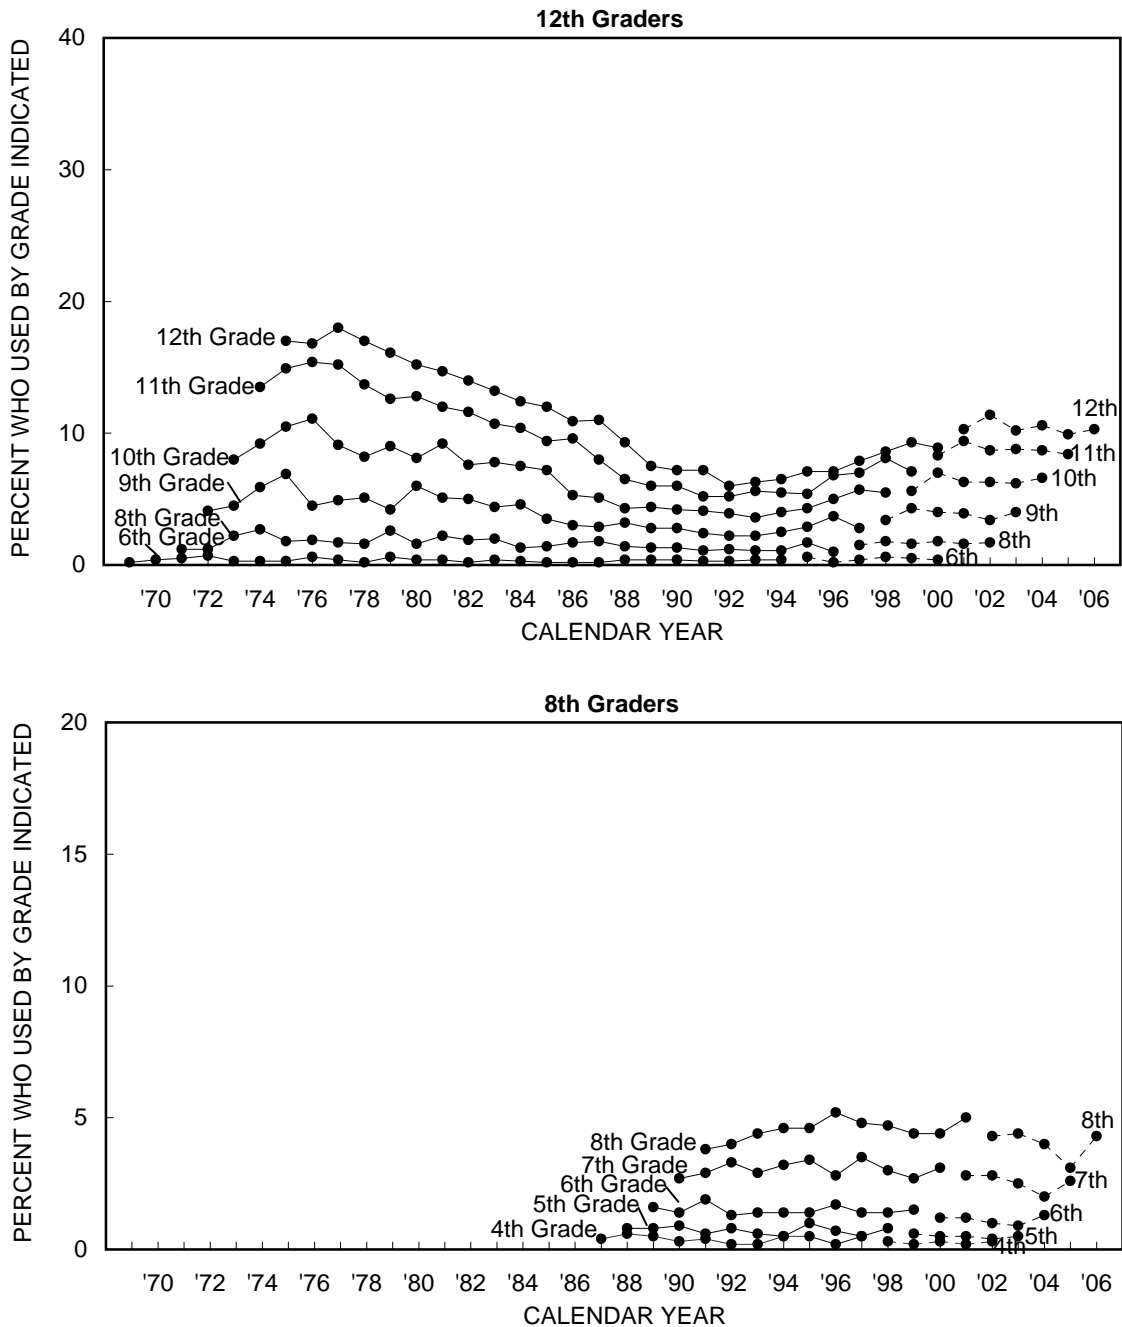 12th Graders
PERCENT WHO USED BY GRADE INDICATED
40
30
20
10
0
12th Grade
11th Grade
10th Grade
9th Grade
8th Grade
6th Grade
12th
11th
10th
9th
8th
6th
'70 '72 '74 '76 '78 '80 '82 '84 '86 '88 '90 '92 '94 '96 '98 '00 '02 '04 '06
CALENDAR YEAR
8th Graders
PERCENT WHO USED BY GRADE INDICATED
20
15
10
5
0
8th Grade
7th Grade
6th Grade
5th Grade
4th Grade
8th
7th
6th
5th
4th
'70 '72 '74 '76 '78 '80 '82 '84 '86 '88 '90 '92 '94 '96 '98 '00 '02 '04 '06
CALENDAR YEAR